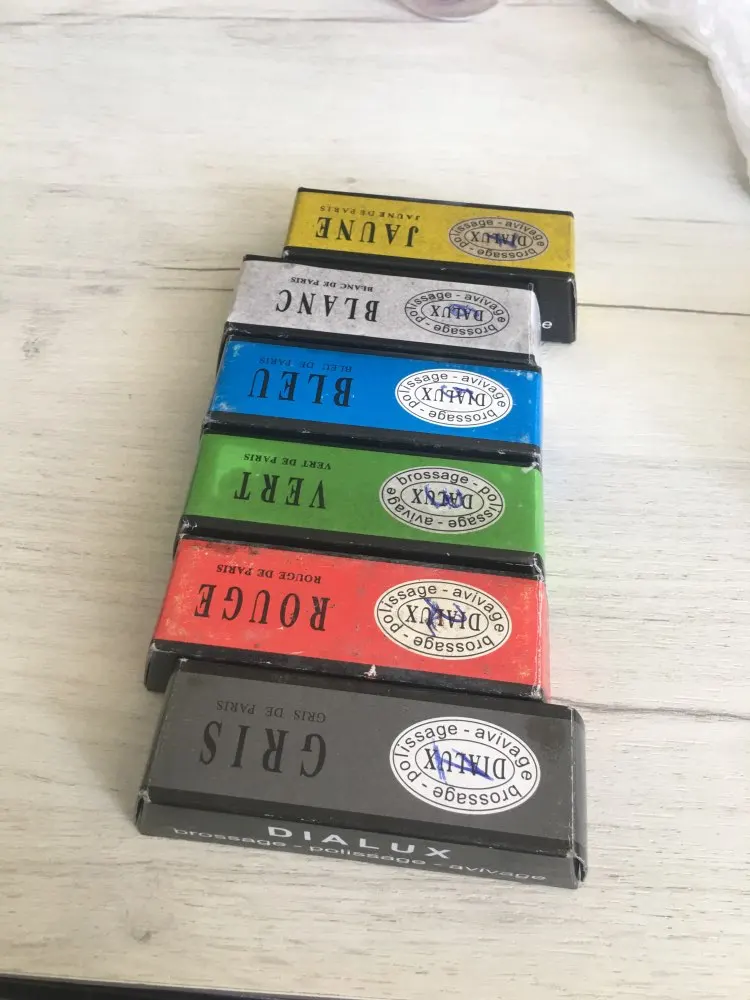 JAUNE
JAUNE DE PARIS
polissage - avivage
DIALUX
brossage -
BLANC
BLANC DE PARIS
polissage - avivage
DIALUX
brossage -
e
BLEU
BLEU DE PARIS
polissage - avivage
DIALUX
brossage -
VERT
VERT DE PARIS
brossage - polissage
DIALUX
- avivage
ROUGE
ROUGE DE PARIS
polissage - avivage
DIALUX
brossage -
GRIS
GRIS DE PARIS
polissage - avivage
DIALUX
brossage -
DIALUX
brossage - polissage - avivage